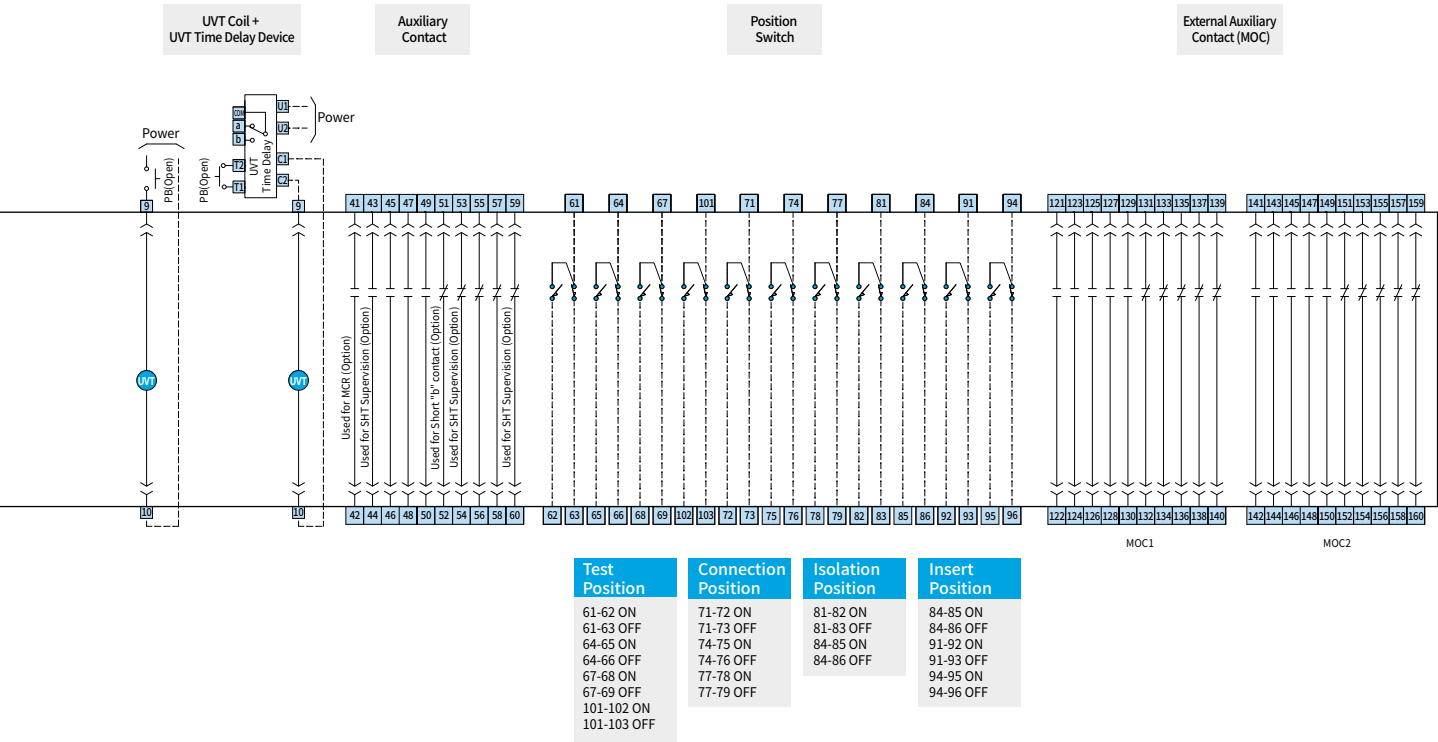 UVT Coil +
UVT Time Delay Device
Auxiliary
Contact
Position
Switch
External Auxiliary
Contact (MOC)
Power
PB(Open)
PB(Open)
COM
a
b
T2
T1
UVT
Time Delay
U1
U2
C1
C2
Power
9
9
41 43 45 47 49 51 53 55 57 59
61 64 67 101 71 74 77 81 84 91 94
121 123 125 127 129 131 133 135 137 139
141 143 145 147 149 151 153 155 157 159
UVT
UVT
Used for MCR (Option)
Used for SHT Supervision (Option)
Used for Short "b" contact (Option)
Used for SHT Supervision (Option)
Used for SHT Supervision (Option)
10
10
42 44 46 48 50 52 54 56 58 60
62 63 65 66 68 69 102 103 72 73 75 76 78 79 82 83 85 86 92 93 95 96
122 124 126 128 130 132 134 136 138 140
142 144 146 148 150 152 154 156 158 160
MOC1
MOC2
Test
Position
61-62 ON
61-63 OFF
64-65 ON
64-66 OFF
67-68 ON
67-69 OFF
101-102 ON
101-103 OFF
Connection
Position
71-72 ON
71-73 OFF
74-75 ON
74-76 OFF
77-78 ON
77-79 OFF
Isolation
Position
81-82 ON
81-83 OFF
84-85 ON
84-86 OFF
Insert
Position
84-85 ON
84-86 OFF
91-92 ON
91-93 OFF
94-95 ON
94-96 OFF